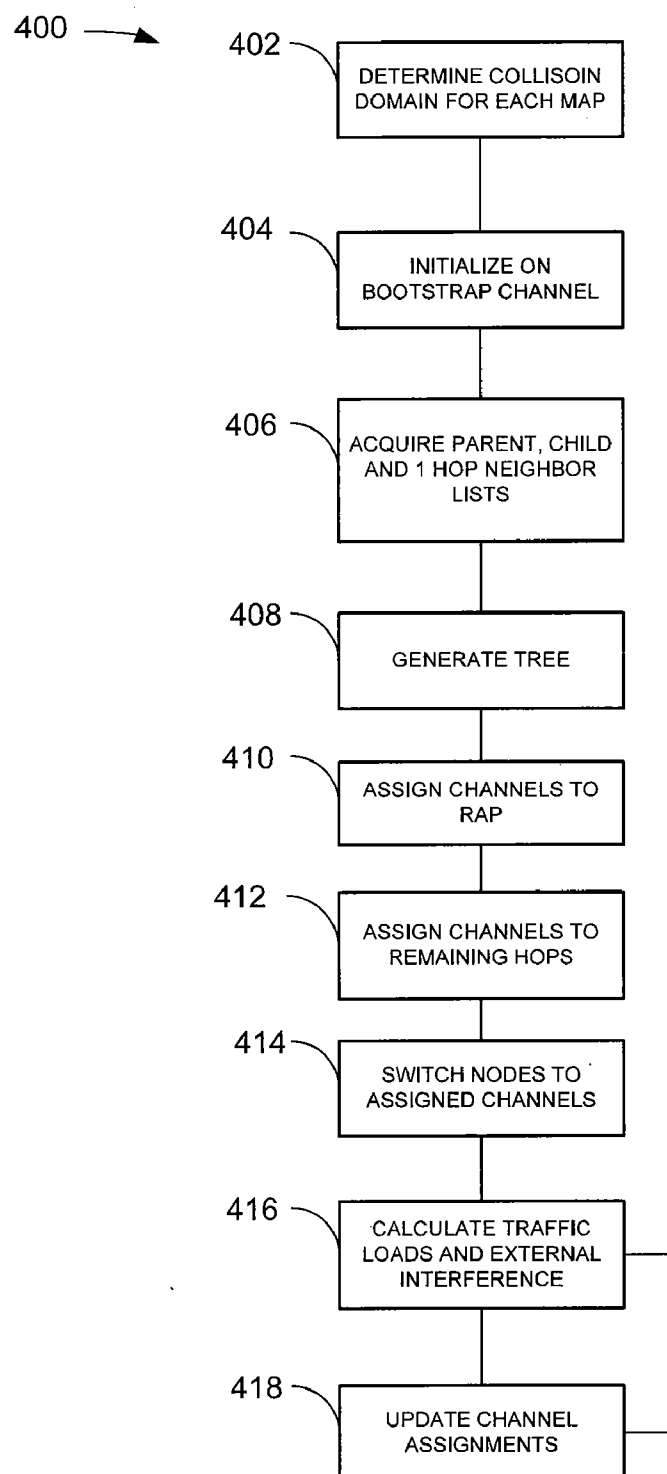 400
402
DETERMINE COLLISOIN
DOMAIN FOR EACH MAP
404
INITIALIZE ON
BOOTSTRAP CHANNEL
406
ACQUIRE PARENT, CHILD
AND 1 HOP NEIGHBOR
LISTS
408
GENERATE TREE
410
ASSIGN CHANNELS TO
RAP
412
ASSIGN CHANNELS TO
REMAINING HOPS
414
SWITCH NODES TO
ASSIGNED CHANNELS
416
CALCULATE TRAFFIC
LOADS AND EXTERNAL
INTERFERENCE
418
UPDATE CHANNEL
ASSIGNMENTS